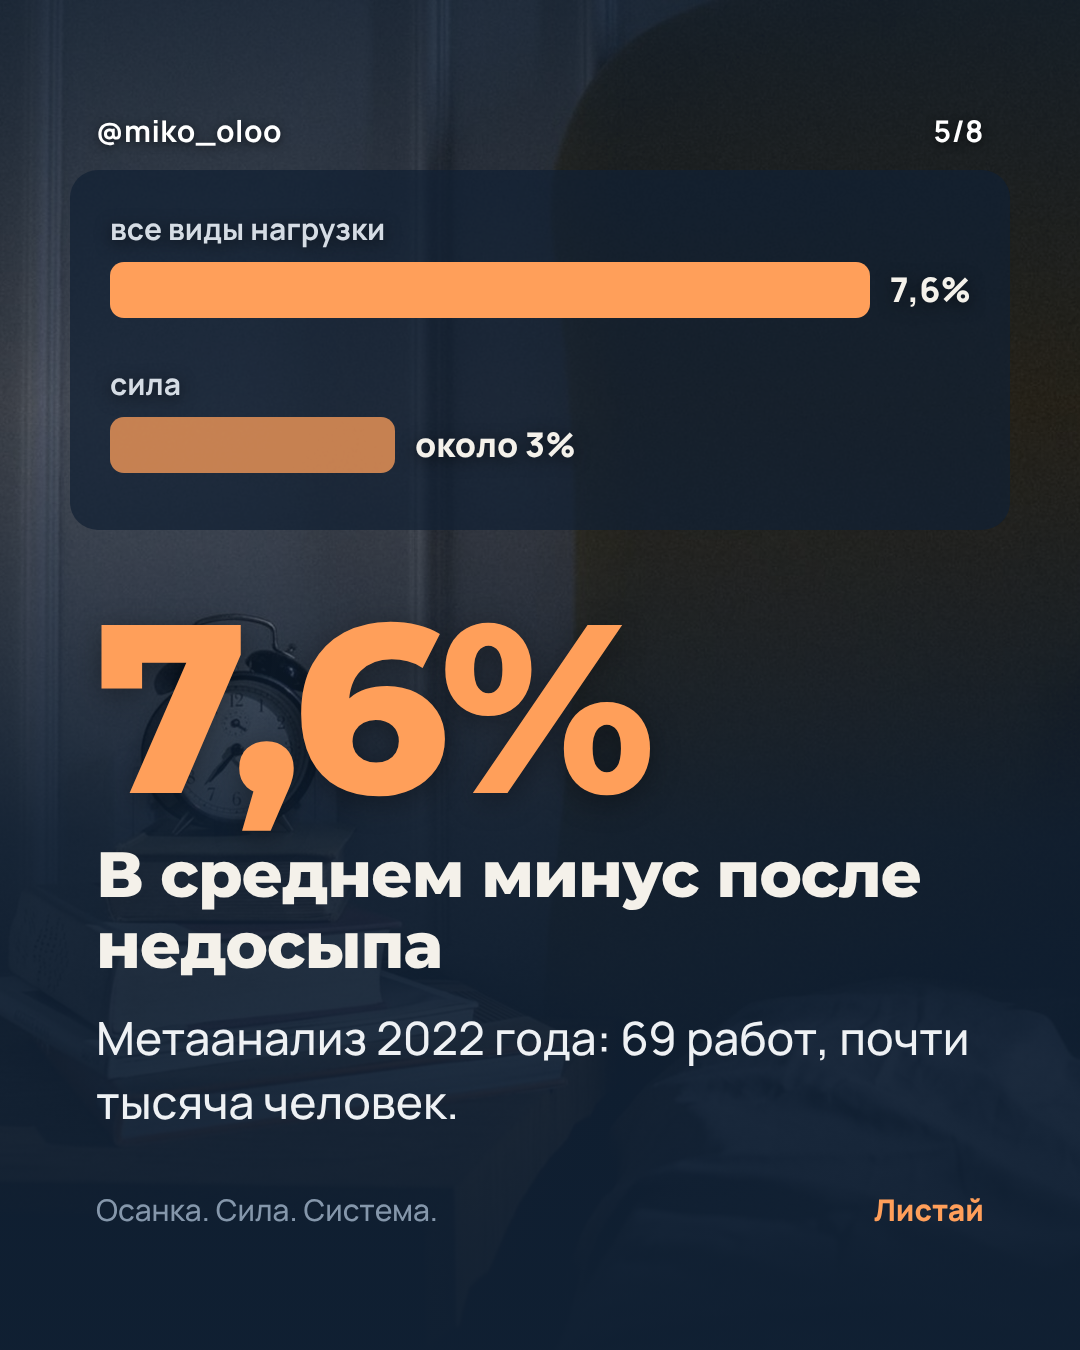 @miko_oloo
5/8
все виды нагрузки
7,6%
сила
около 3%
7,6%
В среднем минус после
недосыпа
Метаанализ 2022 года: 69 работ, почти
тысяча человек.
Осанка. Сила. Система.
Листай